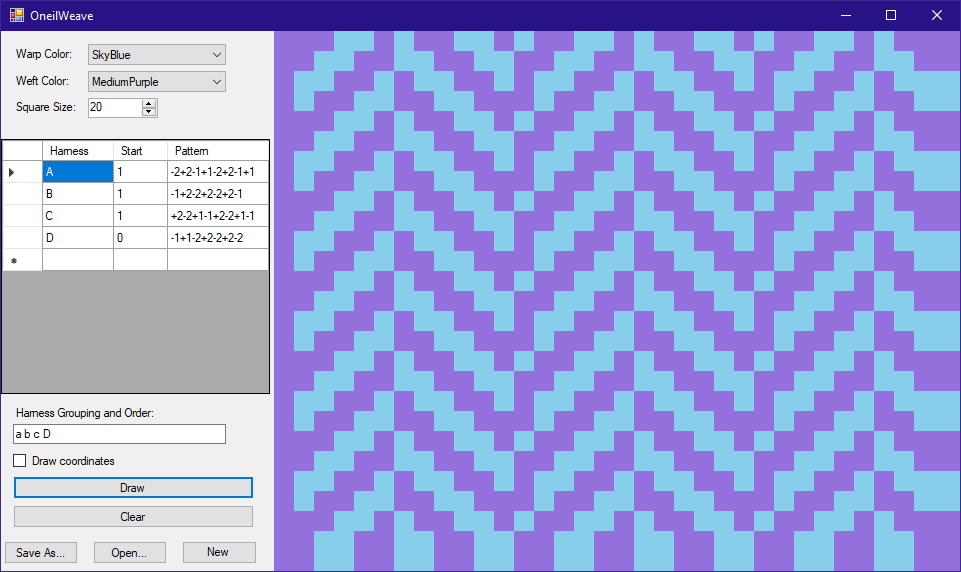 OneilWeave
Warp Color: SkyBlue
Weft Color: MediumPurple
Square Size: 20
Harness Start Pattern
A 1 -2+2-1+1-2+2-1+1
B 1 -1+2-2+2-2+2-1
C 1 +2-2+1-1+2-2+1-1
D 0 -1+1-2+2-2+2-2
Harness Grouping and Order:
a b c D
Draw coordinates
Draw
Clear
Save As... Open... New